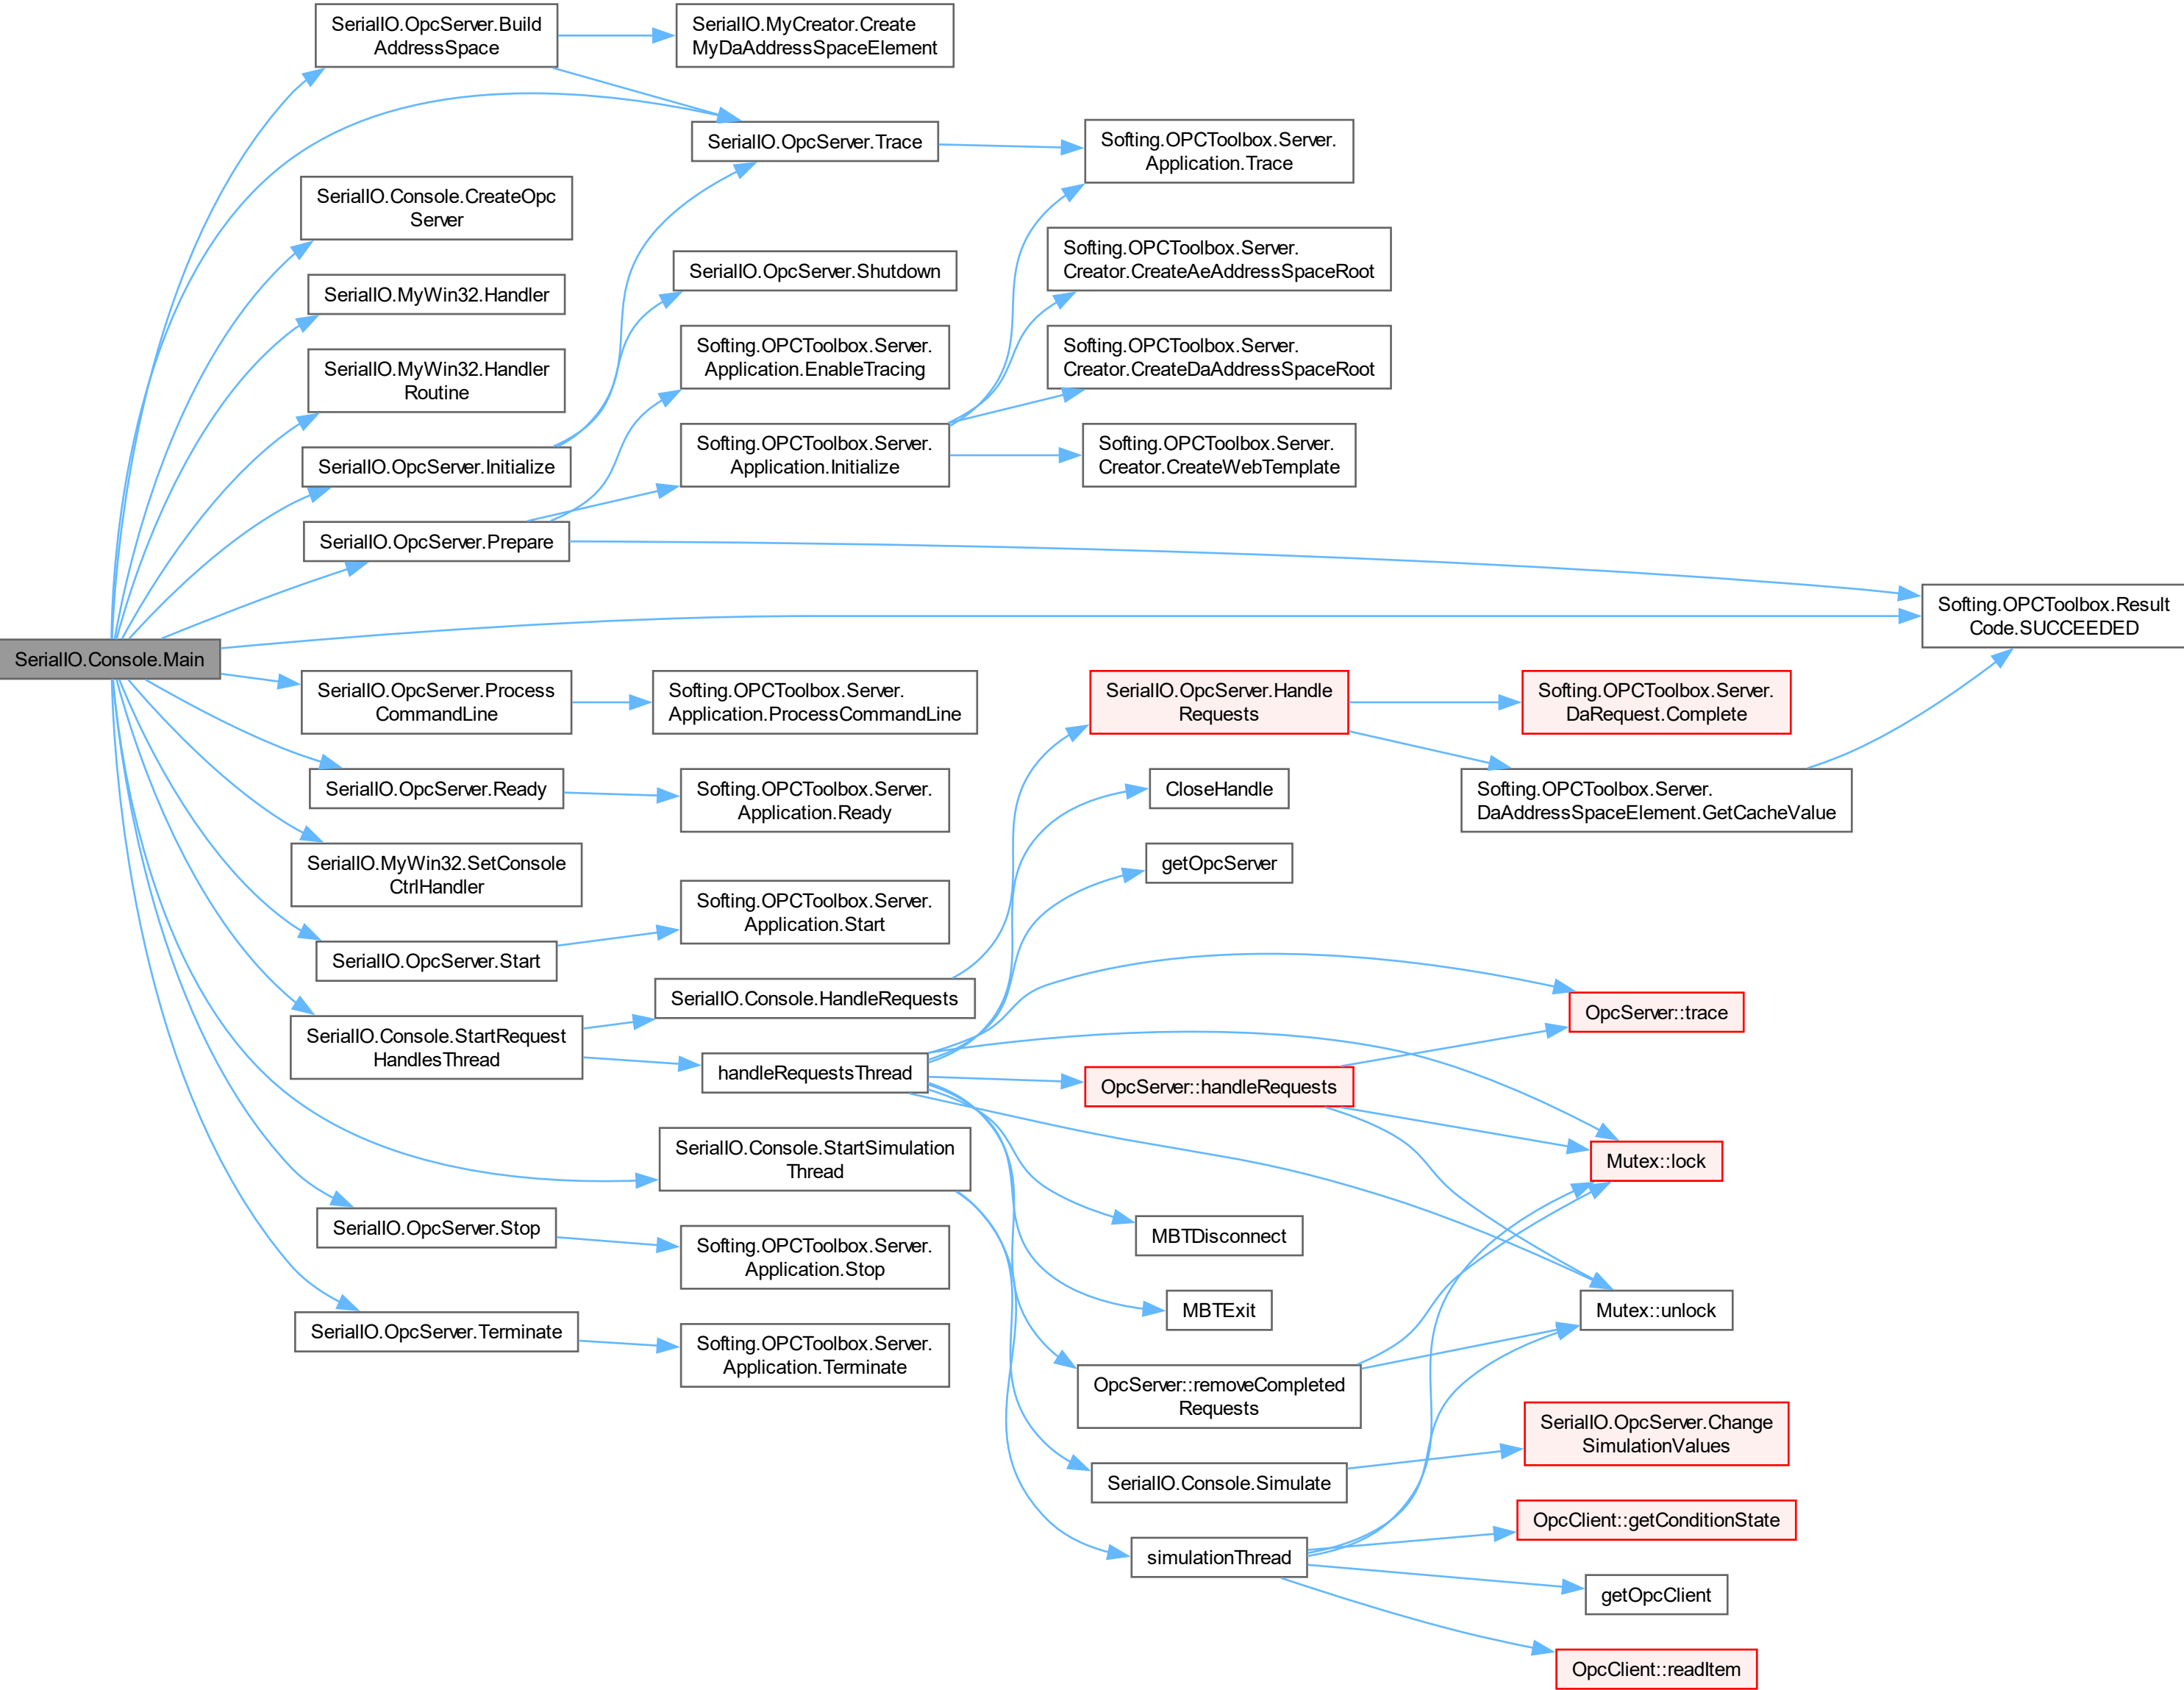 SerialIO.OpcServer.Build
AddressSpace
SerialIO.MyCreator.Create
MyDaAddressSpaceElement
SerialIO.OpcServer.Trace
Softing.OPCToolbox.Server.
Application.Trace
SerialIO.Console.CreateOpc
Server
SerialIO.OpcServer.Shutdown
Softing.OPCToolbox.Server.
Creator.CreateAeAddressSpaceRoot
SerialIO.MyWin32.Handler
Softing.OPCToolbox.Server.
Application.EnableTracing
Softing.OPCToolbox.Server.
Creator.CreateDaAddressSpaceRoot
SerialIO.MyWin32.Handler
Routine
SerialIO.OpcServer.Initialize
Softing.OPCToolbox.Server.
Application.Initialize
Softing.OPCToolbox.Server.
Creator.CreateWebTemplate
SerialIO.OpcServer.Prepare
Softing.OPCToolbox.Result
Code.SUCCEEDED
SerialIO.Console.Main
SerialIO.OpcServer.Process
CommandLine
Softing.OPCToolbox.Server.
Application.ProcessCommandLine
SerialIO.OpcServer.Handle
Requests
Softing.OPCToolbox.Server.
DaRequest.Complete
SerialIO.OpcServer.Ready
Softing.OPCToolbox.Server.
Application.Ready
CloseHandle
Softing.OPCToolbox.Server.
DaAddressSpaceElement.GetCacheValue
SerialIO.MyWin32.SetConsole
CtrlHandler
getOpcServer
SerialIO.OpcServer.Start
Softing.OPCToolbox.Server.
Application.Start
SerialIO.Console.HandleRequests
OpcServer::trace
SerialIO.Console.StartRequest
HandlesThread
handleRequestsThread
OpcServer::handleRequests
SerialIO.Console.StartSimulation
Thread
Mutex::lock
SerialIO.OpcServer.Stop
Softing.OPCToolbox.Server.
Application.Stop
MBTDisconnect
MBTExit
Mutex::unlock
SerialIO.OpcServer.Terminate
Softing.OPCToolbox.Server.
Application.Terminate
OpcServer::removeCompleted
Requests
SerialIO.OpcServer.Change
SimulationValues
SerialIO.Console.Simulate
OpcClient::getConditionState
simulationThread
getOpcClient
OpcClient::readItem